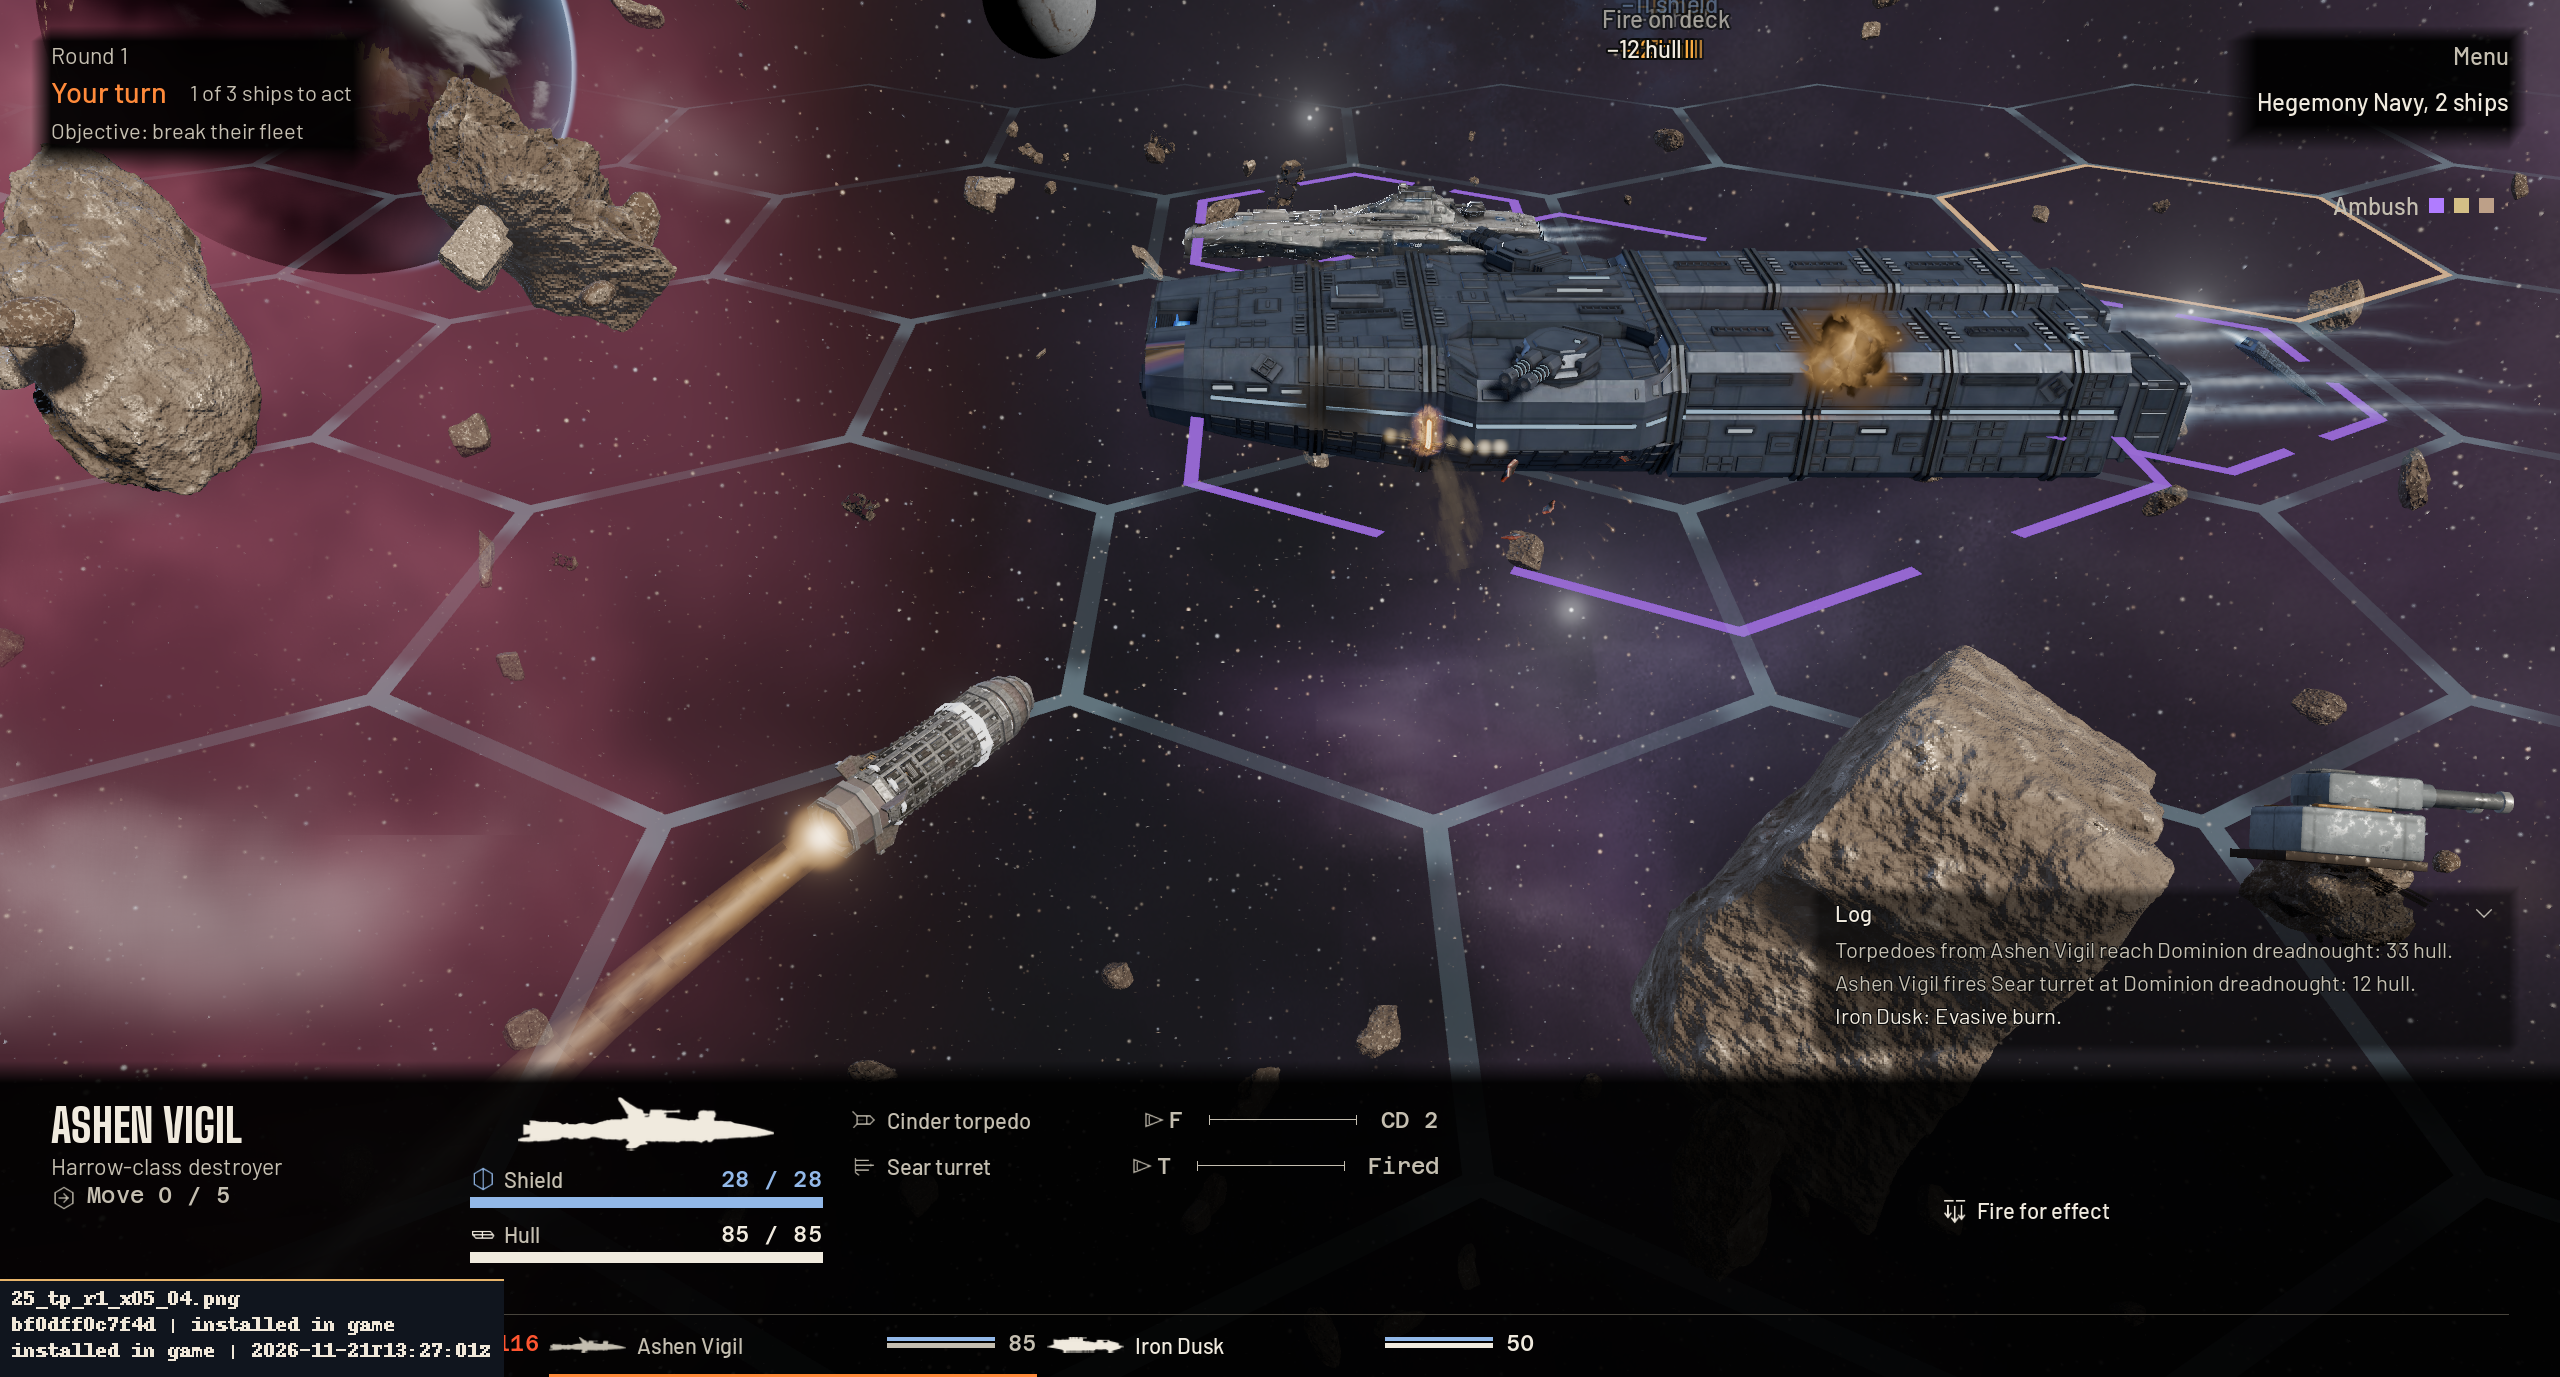 −11 shield
Fire on deck
−12 hull
Round 1
Your turn 1 of 3 ships to act
Objective: break their fleet
Menu
Hegemony Navy, 2 ships
Ambush
Log
Torpedoes from Ashen Vigil reach Dominion dreadnought: 33 hull.
Ashen Vigil fires Sear turret at Dominion dreadnought: 12 hull.
Iron Dusk: Evasive burn.
ASHEN VIGIL
Harrow-class destroyer
Move 0 / 5
Shield 28 / 28
Hull 85 / 85
Cinder torpedo F CD 2
Sear turret T Fired
Fire for effect
25_tp_r1_x05_04.png
bf0dff0c7f4d | installed in game
installed in game | 2026-11-21r13:27:01z
116 Ashen Vigil 85 Iron Dusk 50